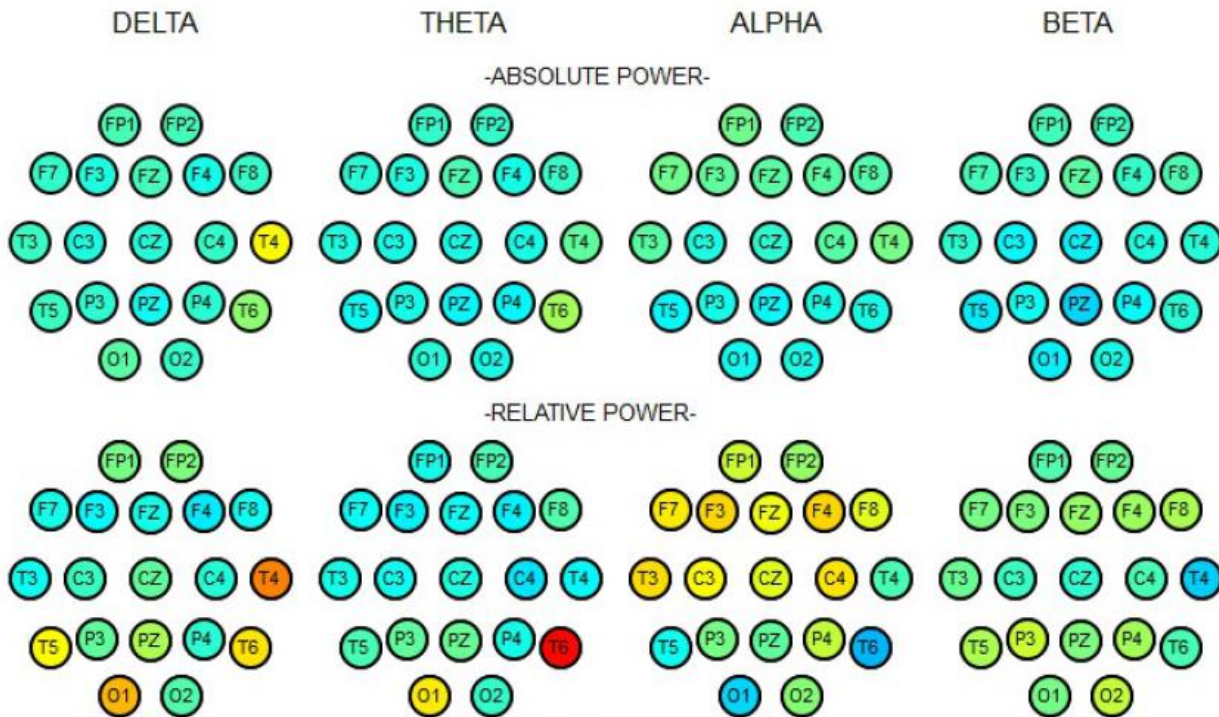 DELTA THETA ALPHA BETA
-ABSOLUTE POWER-
FP1 FP2 FP1 FP2 FP1 FP2 FP1 FP2
F7 F3 FZ F4 F8 F7 F3 FZ F4 F8 F7 F3 FZ F4 F8 F7 F3 FZ F4 F8
T3 C3 CZ C4 T4 T3 C3 CZ C4 T4 T3 C3 CZ C4 T4 T3 C3 CZ C4 T4
T5 P3 PZ P4 T6 T5 P3 PZ P4 T6 T5 P3 PZ P4 T6 T5 P3 PZ P4 T6
O1 O2 O1 O2 O1 O2 O1 O2
-RELATIVE POWER-
FP1 FP2 FP1 FP2 FP1 FP2 FP1 FP2
F7 F3 FZ F4 F8 F7 F3 FZ F4 F8 F7 F3 FZ F4 F8 F7 F3 FZ F4 F8
T3 C3 CZ C4 T4 T3 C3 CZ C4 T4 T3 C3 CZ C4 T4 T3 C3 CZ C4 T4
T5 P3 PZ P4 T6 T5 P3 PZ P4 T6 T5 P3 PZ P4 T6 T5 P3 PZ P4 T6
O1 O2 O1 O2 O1 O2 O1 O2